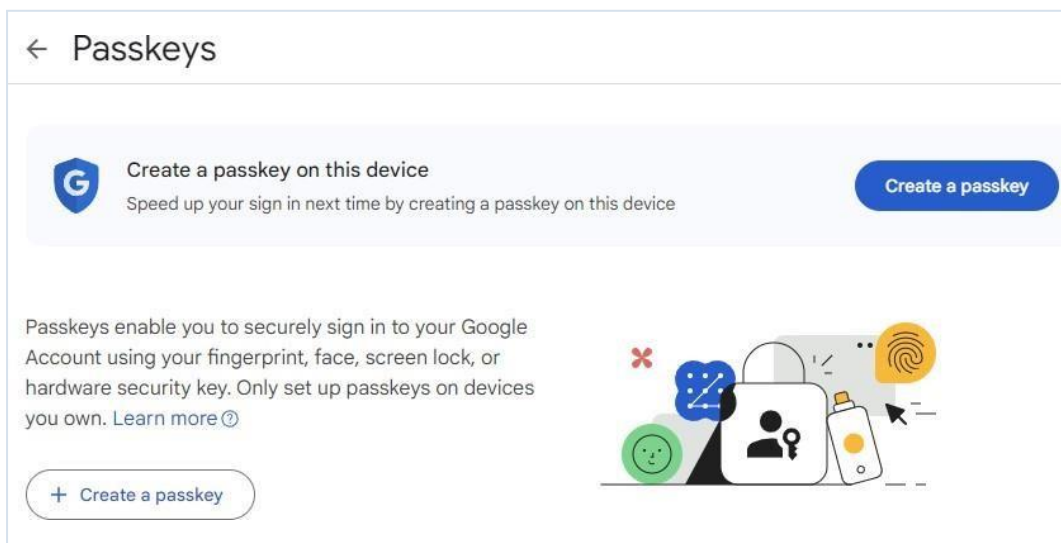 Passkeys
Create a passkey on this device
Speed up your sign in next time by creating a passkey on this device
Create a passkey
Passkeys enable you to securely sign in to your Google
Account using your fingerprint, face, screen lock, or
hardware security key. Only set up passkeys on devices
you own. Learn more
+ Create a passkey